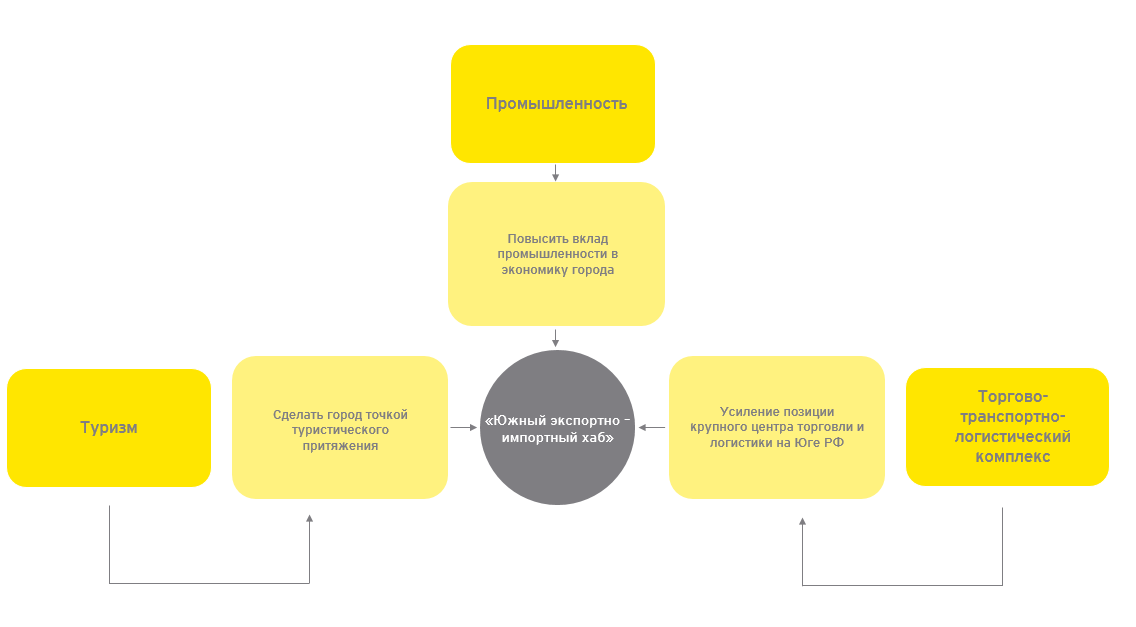 Промышленность
Повысить вклад
промышленности в
экономику города
Туризм
Сделать город точкой
туристического
притяжения
«Южный экспортно –
импортный хаб»
Усиление позиции
крупного центра торговли и
логистики на Юге РФ
Торгово-
транспортно-
логистический
комплекс